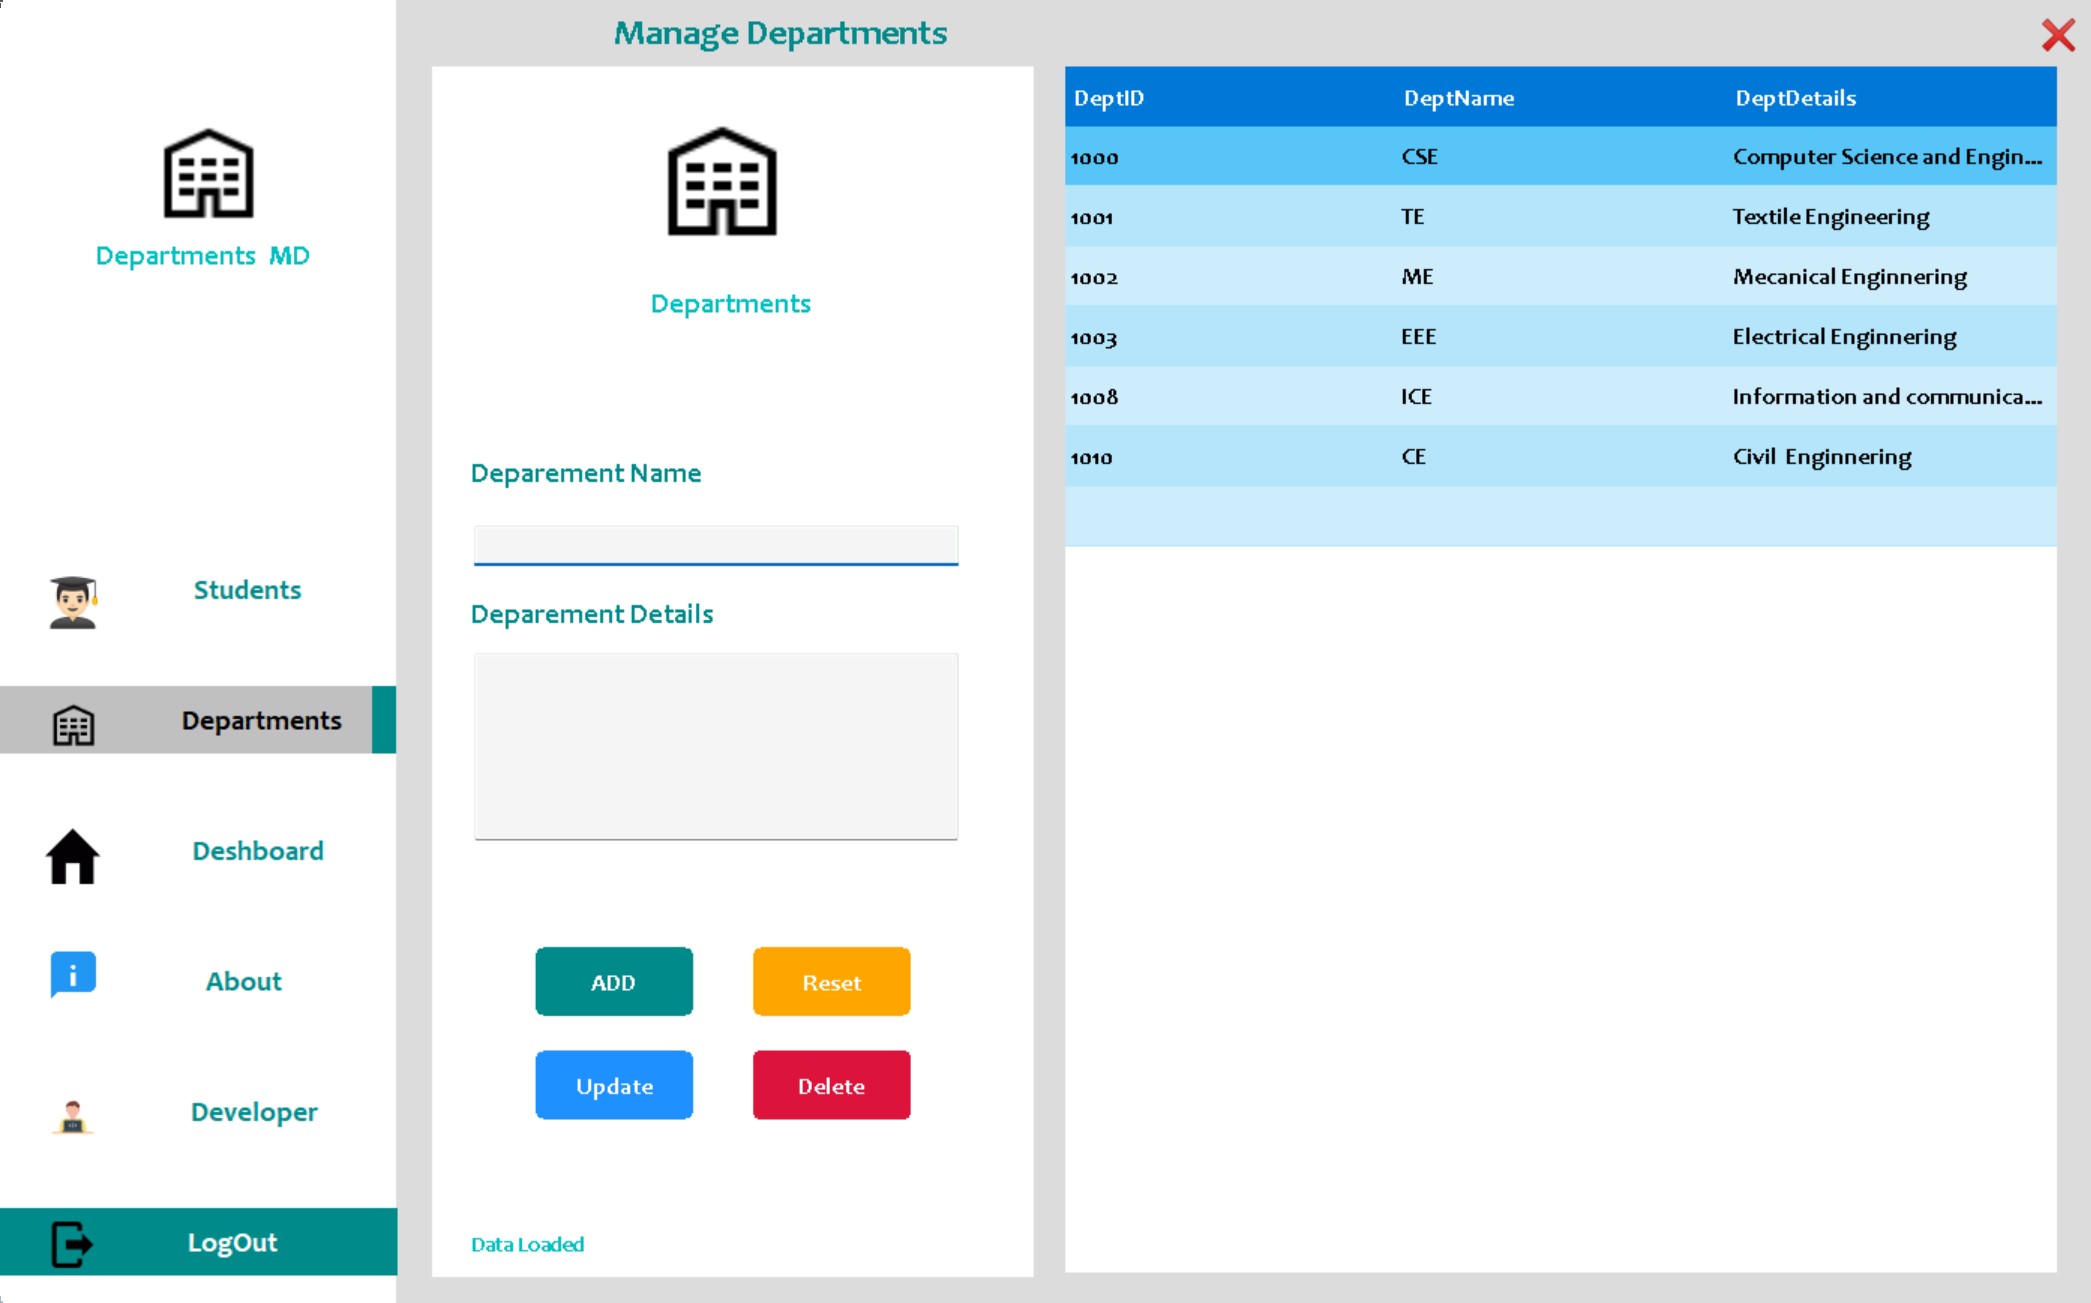 Manage Departments
Departments MD
Students
Departments
Deshboard
About
Developer
LogOut
Departments
Deparement Name
Deparement Details
ADD Reset
Update Delete
Data Loaded
DeptID DeptName DeptDetails
1000 CSE Computer Science and Engin...
1001 TE Textile Engineering
1002 ME Mecanical Enginnering
1003 EEE Electrical Enginnering
1008 ICE Information and communica...
1010 CE Civil Enginnering